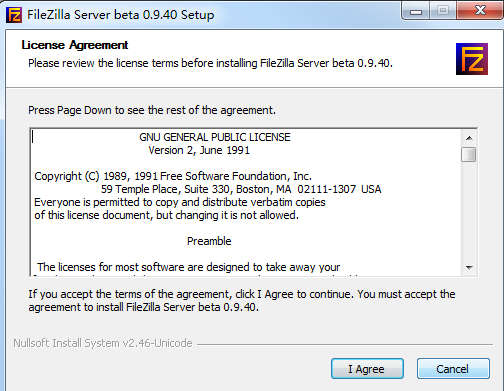 FileZilla Server beta 0.9.40 Setup
License Agreement
Please review the license terms before installing FileZilla Server beta 0.9.40.
FZ
Press Page Down to see the rest of the agreement.
GNU GENERAL PUBLIC LICENSE
Version 2, June 1991
Copyright (C) 1989, 1991 Free Software Foundation, Inc.
59 Temple Place, Suite 330, Boston, MA 02111-1307 USA
Everyone is permitted to copy and distribute verbatim copies
of this license document, but changing it is not allowed.
Preamble
The licenses for most software are designed to take away your
If you accept the terms of the agreement, click I Agree to continue. You must accept the
agreement to install FileZilla Server beta 0.9.40.
Nullsoft Install System v2.46-Unicode
I Agree
Cancel